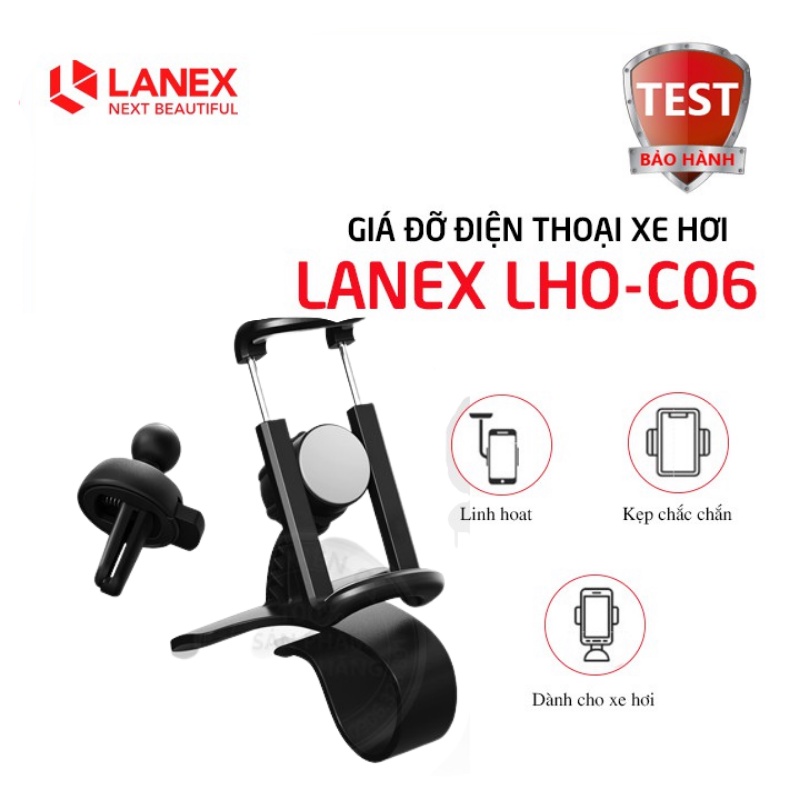 LANEX
NEXT BEAUTIFUL
TEST
BẢO HÀNH
GIÁ ĐỠ ĐIỆN THOẠI XE HƠI
LANEX LHO-C06
Linh hoat
Kẹp chắc chắn
Dành cho xe hơi